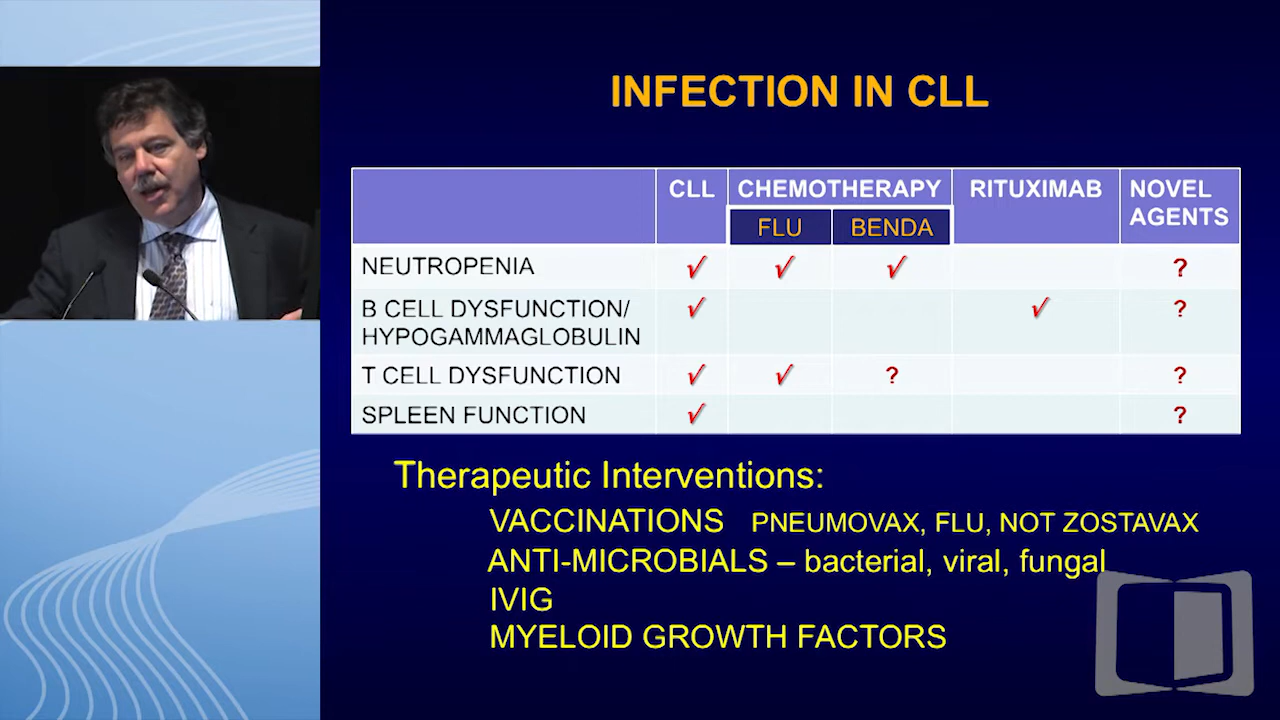 INFECTION IN CLL
CLL CHEMOTHERAPY RITUXIMAB NOVEL AGENTS
FLU BENDA
NEUTROPENIA √ √ √ ?
B CELL DYSFUNCTION/ √ √ ?
HYPOGAMMAGLOBULIN
T CELL DYSFUNCTION √ √ ? ?
SPLEEN FUNCTION √ ?
Therapeutic Interventions:
VACCINATIONS PNEUMOVAX, FLU, NOT ZOSTAVAX
ANTI-MICROBIALS – bacterial, viral, fungal
IVIG
MYELOID GROWTH FACTORS